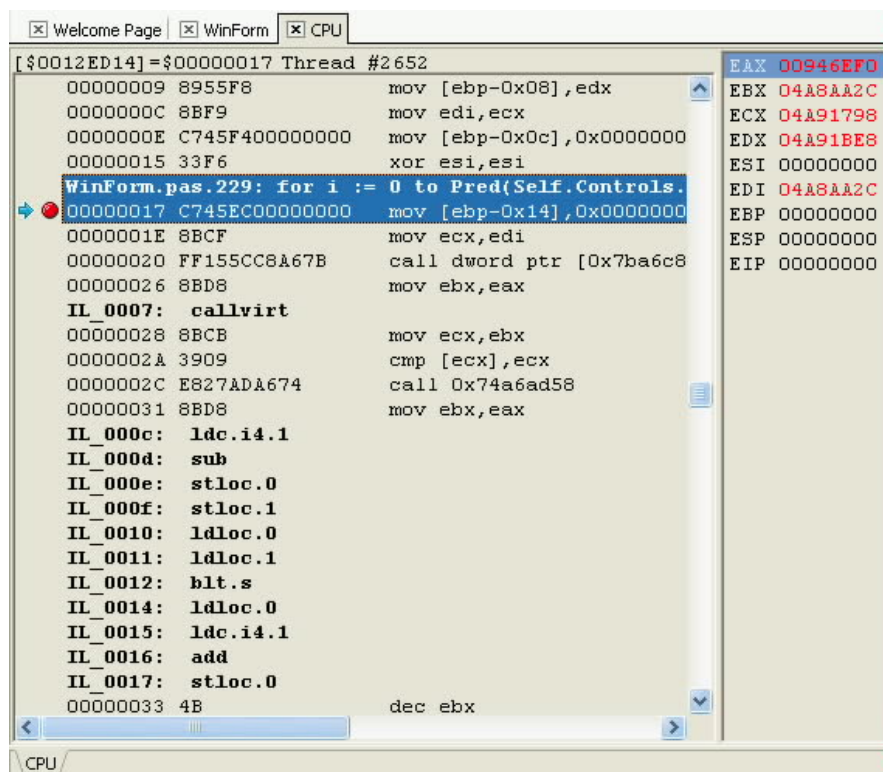 Welcome Page WinForm CPU
[$0012ED14]=$00000017 Thread #2652
00000009 8955F8 mov [ebp-0x08],edx
0000000C 8BF9 mov edi,ecx
0000000E C745F400000000 mov [ebp-0x0c],0x0000000
00000015 33F6 xor esi,esi
WinForm.pas.229: for i := 0 to Pred(Self.Controls.
00000017 C745EC00000000 mov [ebp-0x14],0x0000000
0000001E 8BCF mov ecx,edi
00000020 FF155CC8A67B call dword ptr [0x7ba6c8
00000026 8BD8 mov ebx,eax
IL_0007: callvirt
00000028 8BCB mov ecx,ebx
0000002A 3909 cmp [ecx],ecx
0000002C E827ADA674 call 0x74a6ad58
00000031 8BD8 mov ebx,eax
IL_000c: ldc.i4.1
IL_000d: sub
IL_000e: stloc.0
IL_000f: stloc.1
IL_0010: ldloc.0
IL_0011: ldloc.1
IL_0012: blt.s
IL_0014: ldloc.0
IL_0015: ldc.i4.1
IL_0016: add
IL_0017: stloc.0
00000033 4B dec ebx
EAX 00946EF0
EBX 04A8AA2C
ECX 04A91798
EDX 04A91BE8
ESI 00000000
EDI 04A8AA2C
EBP 00000000
ESP 00000000
EIP 00000000
CPU